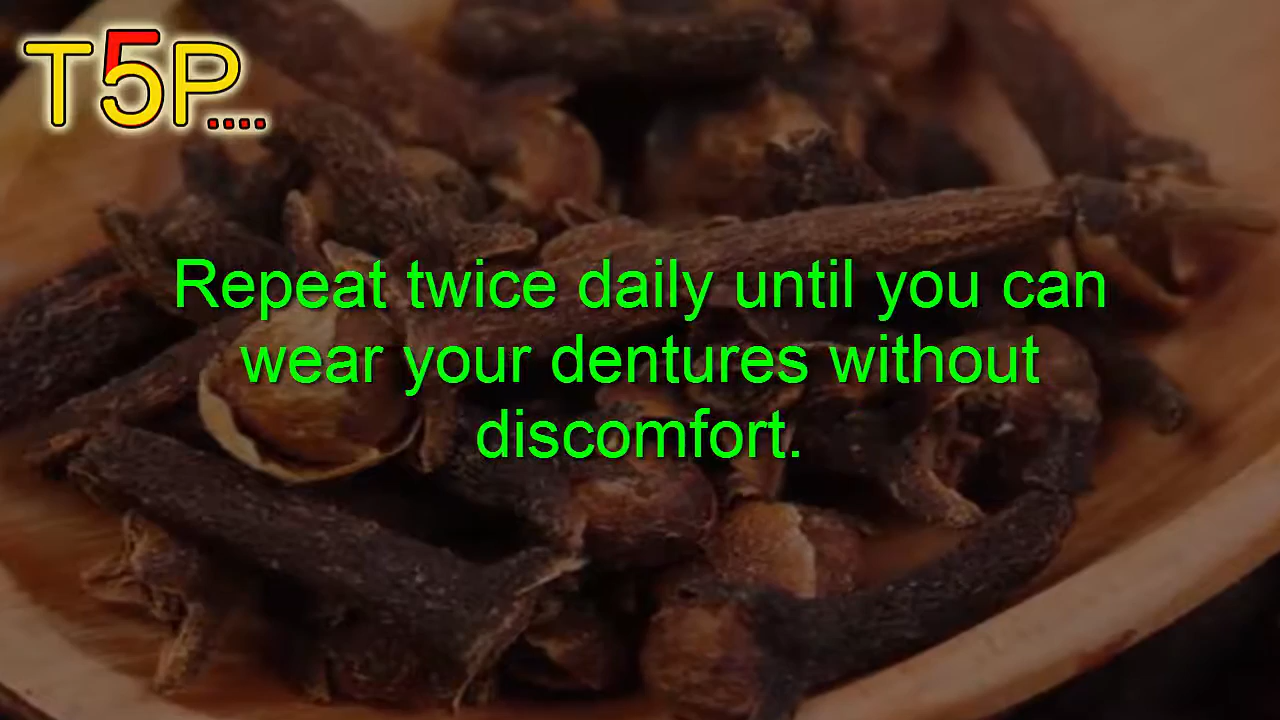 T5P....
Repeat twice daily until you can
wear your dentures without
discomfort.